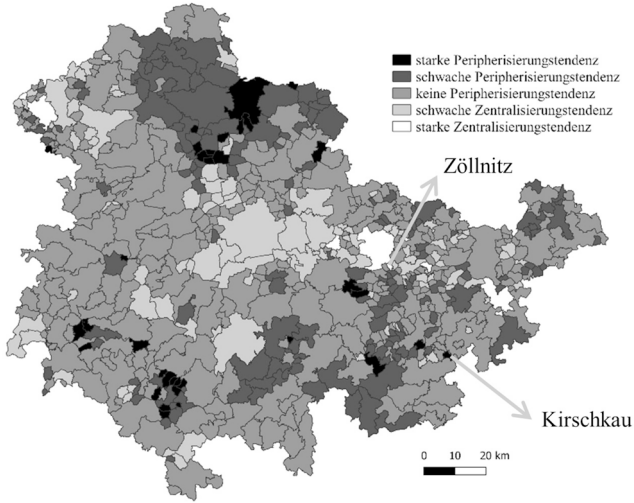 starke Peripherisierungstendenz
schwache Peripherisierungstendenz
keine Peripherisierungstendenz
schwache Zentralisierungstendenz
starke Zentralisierungstendenz
Zöllnitz
Kirschkau
0 10 20 km